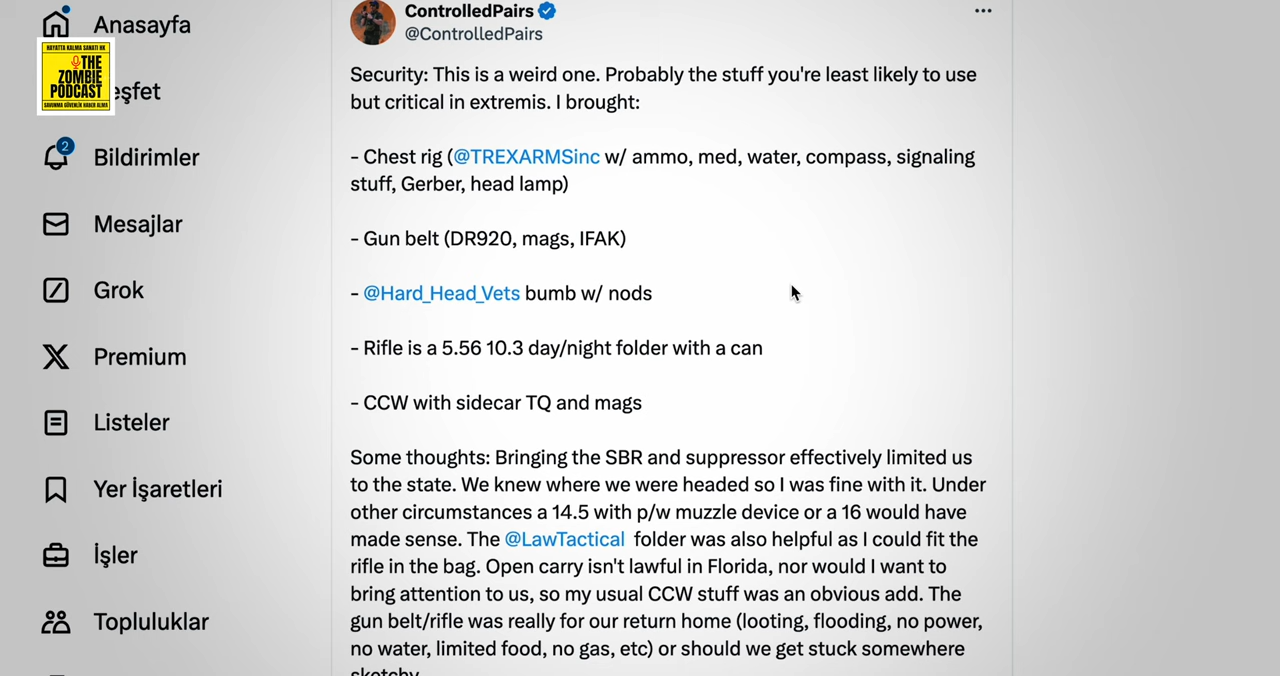 Anasayfa
HAYATTA KALMA SANATI HK
THE
ZOMBIE
PODCAST
SAVUNMA GÜVENLİK HABER ALMA
eşfet
2
Bildirimler
Mesajlar
Grok
Premium
Listeler
Yer İşaretleri
İşler
Topluluklar
ControlledPairs
@ControlledPairs
Security: This is a weird one. Probably the stuff you're least likely to use
but critical in extremis. I brought:
- Chest rig (@TREXARMSinc w/ ammo, med, water, compass, signaling
stuff, Gerber, head lamp)
- Gun belt (DR920, mags, IFAK)
- @Hard_Head_Vets bumb w/ nods
- Rifle is a 5.56 10.3 day/night folder with a can
- CCW with sidecar TQ and mags
Some thoughts: Bringing the SBR and suppressor effectively limited us
to the state. We knew where we were headed so I was fine with it. Under
other circumstances a 14.5 with p/w muzzle device or a 16 would have
made sense. The @LawTactical folder was also helpful as I could fit the
rifle in the bag. Open carry isn't lawful in Florida, nor would I want to
bring attention to us, so my usual CCW stuff was an obvious add. The
gun belt/rifle was really for our return home (looting, flooding, no power,
no water, limited food, no gas, etc) or should we get stuck somewhere
sketchy